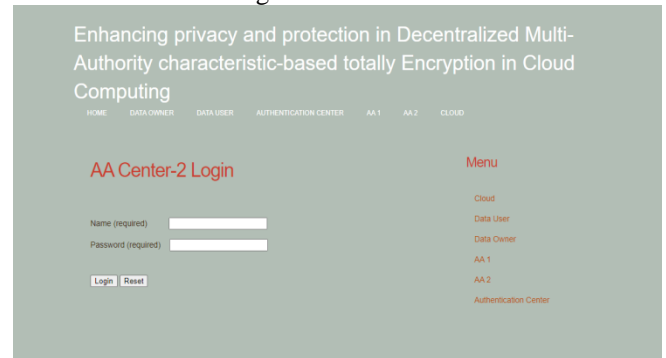 Enhancing privacy and protection in Decentralized Multi-
Authority characteristic-based totally Encryption in Cloud
Computing
HOME DATA OWNER DATA USER AUTHENTICATION CENTER AA 1 AA 2 CLOUD
AA Center-2 Login
Name (required)
Password (required)
Login Reset
Menu
Cloud
Data User
Data Owner
AA 1
AA 2
Authentication Center